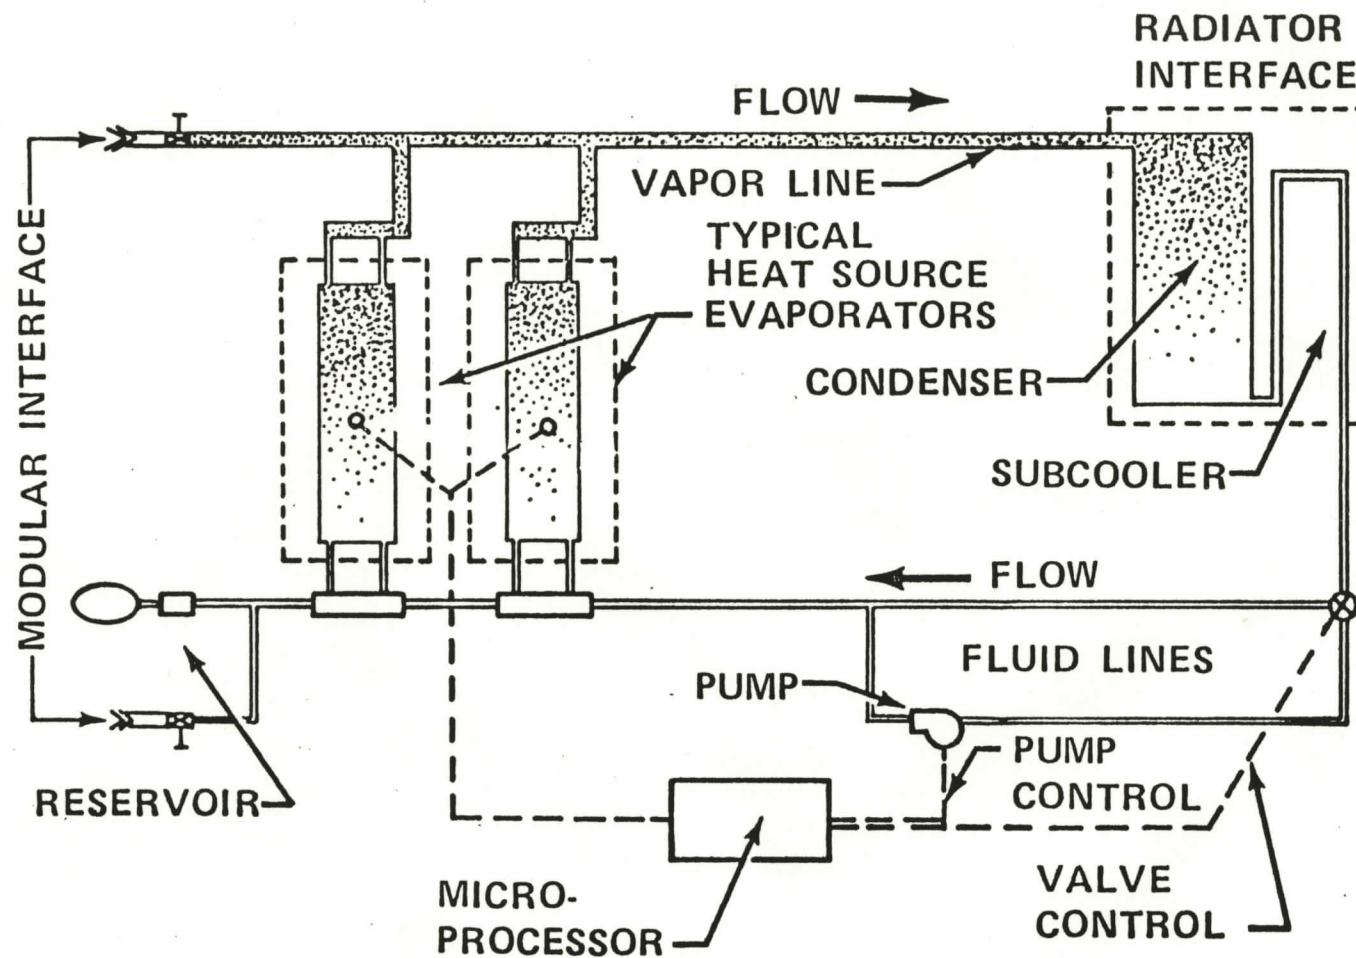 RADIATOR
INTERFACE
FLOW
VAPOR LINE
TYPICAL
HEAT SOURCE
EVAPORATORS
CONDENSER
SUBCOOLER
MODULAR INTERFACE
FLOW
FLUID LINES
PUMP
PUMP
CONTROL
RESERVOIR
VALVE
CONTROL
MICRO-
PROCESSOR